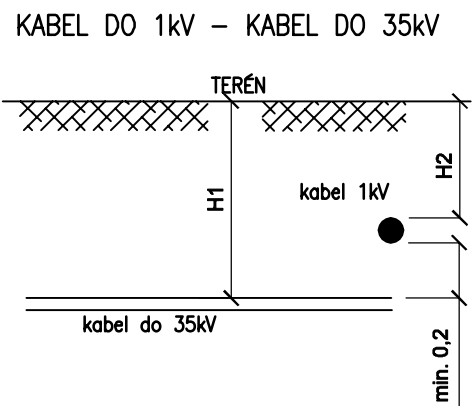 KABEL DO 1kV – KABEL DO 35kV
TERÉN
H1
H2
kabel 1kV
kabel do 35kV
min. 0,2